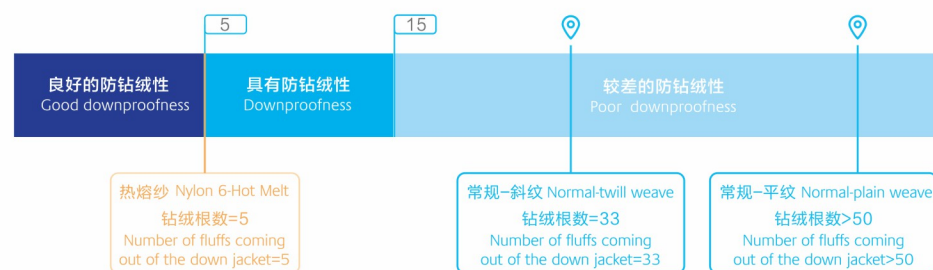 5
15
良好的防钻绒性
Good downproofness
具有防钻绒性
Downproofness
较差的防钻绒性
Poor downproofness
热熔纱 Nylon 6-Hot Melt
钻绒根数=5
Number of fluffs coming
out of the down jacket=5
常规-斜纹 Normal-twill weave
钻绒根数=33
Number of fluffs coming
out of the down jacket=33
常规-平纹 Normal-plain weave
钻绒根数>50
Number of fluffs coming
out of the down jacket>50